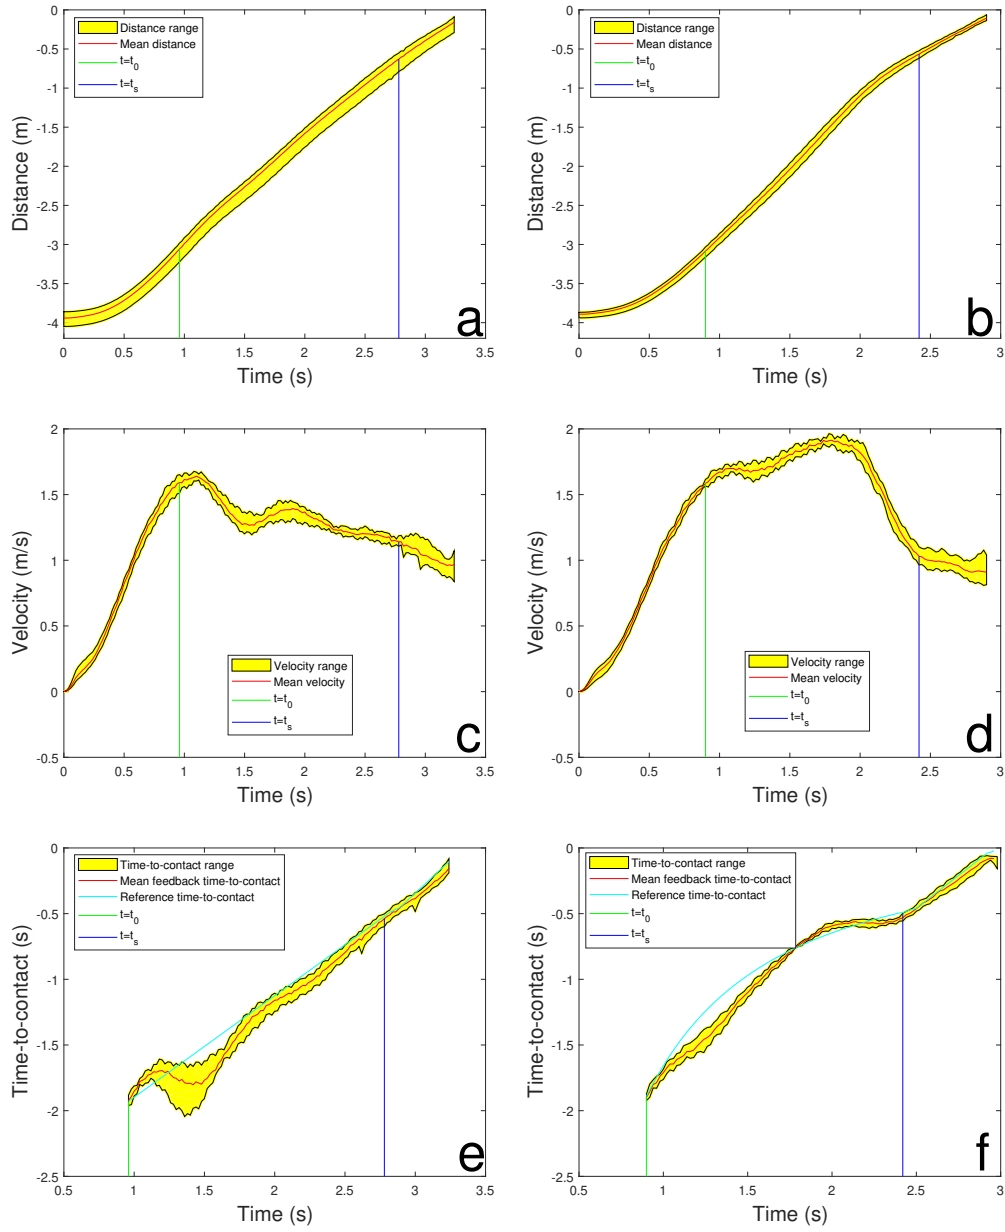 0
-0.5
-1
-1.5
-2
-2.5
-3
-3.5
-4
Distance (m)
Distance range
Mean distance
t=t0
t=ts
a
0 0.5 1 1.5 2 2.5 3 3.5
Time (s)
0
-0.5
-1
-1.5
-2
-2.5
-3
-3.5
-4
Distance (m)
Distance range
Mean distance
t=t0
t=ts
b
0 0.5 1 1.5 2 2.5 3
Time (s)
2
1.5
1
0.5
0
-0.5
Velocity (m/s)
Velocity range
Mean velocity
t=t0
t=ts
c
0 0.5 1 1.5 2 2.5 3 3.5
Time (s)
2
1.5
1
0.5
0
-0.5
Velocity (m/s)
Velocity range
Mean velocity
t=t0
t=ts
d
0 0.5 1 1.5 2 2.5 3
Time (s)
0
-0.5
-1
-1.5
-2
-2.5
Time-to-contact (s)
Time-to-contact range
Mean feedback time-to-contact
Reference time-to-contact
t=t0
t=ts
e
0.5 1 1.5 2 2.5 3 3.5
Time (s)
0
-0.5
-1
-1.5
-2
-2.5
Time-to-contact (s)
Time-to-contact range
Mean feedback time-to-contact
Reference time-to-contact
t=t0
t=ts
f
0.5 1 1.5 2 2.5 3
Time (s)